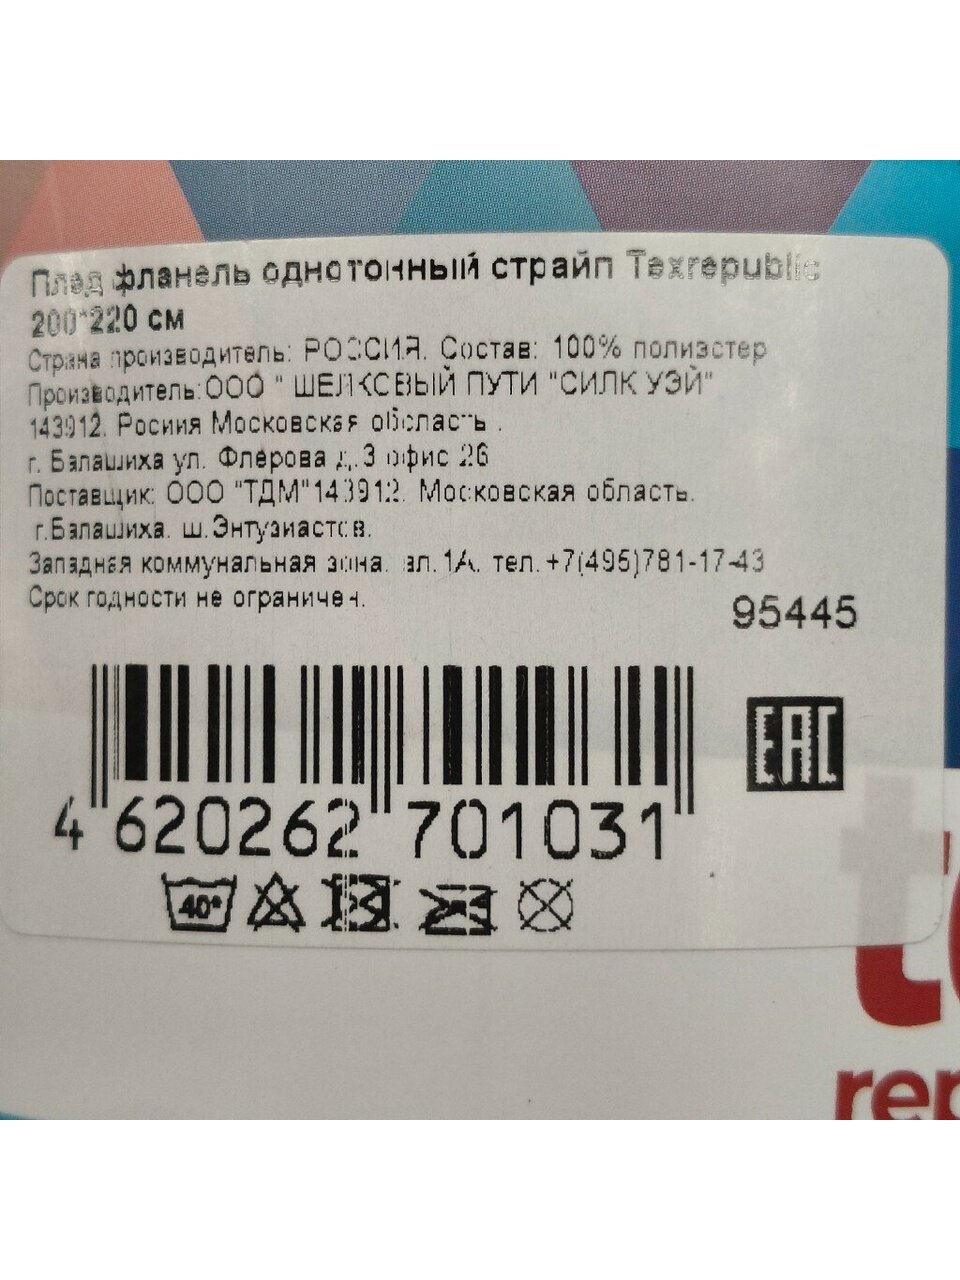 Плед фланель однотонный страйп Texrepublic
200*220 см
Страна производитель: РОССИЯ. Состав: 100% полиэстер
Производитель:ООО " ШЕЛКОВЫЙ ПУТИ "СИЛК УЭЙ"
143912. Росиия Московская область .
г. Балашиха ул. Флерова д.3 офис 26
Поставщик: ООО "ТДМ"143912. Московская область.
г.Балашиха. ш.Энтузиастов.
Западная коммунальная зона. вл.1А. тел.+7(495)781-17-43
Срок годности не ограничен.
95445
EAC
4 620262 701031
40°
t
rep